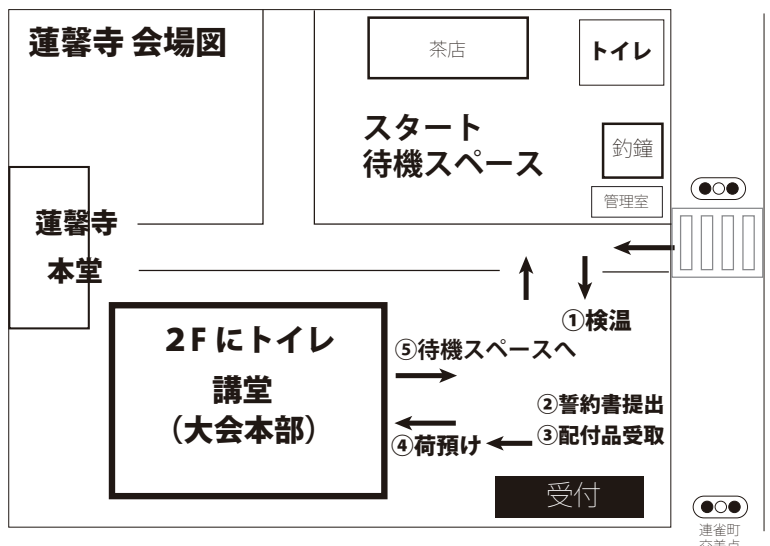 蓮馨寺 会場図
茶店
トイレ
スタート
待機スペース
釣鐘
管理室
蓮馨寺
本堂
①検温
2Fにトイレ
講堂
(大会本部)
⑤待機スペースへ
②誓約書提出
③配付品受取
④荷預け
受付
連雀町
交差点